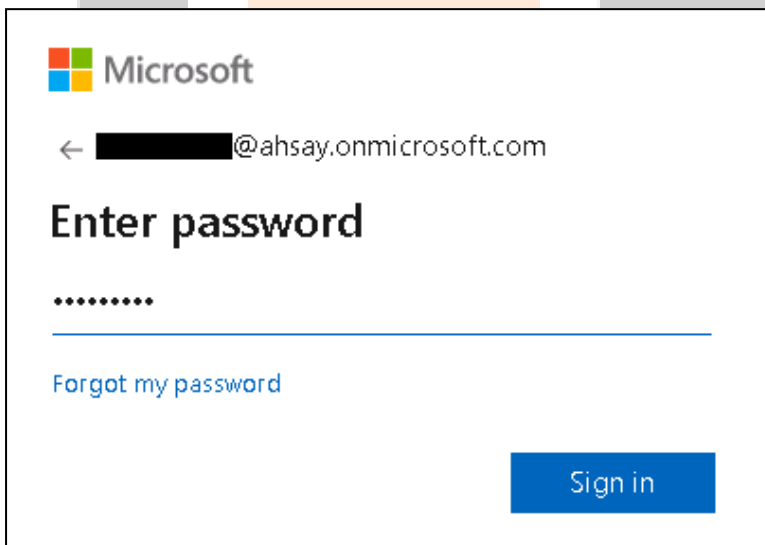 Microsoft
← @ahsay.onmicrosoft.com
Enter password
•••••••••
Forgot my password
Sign in